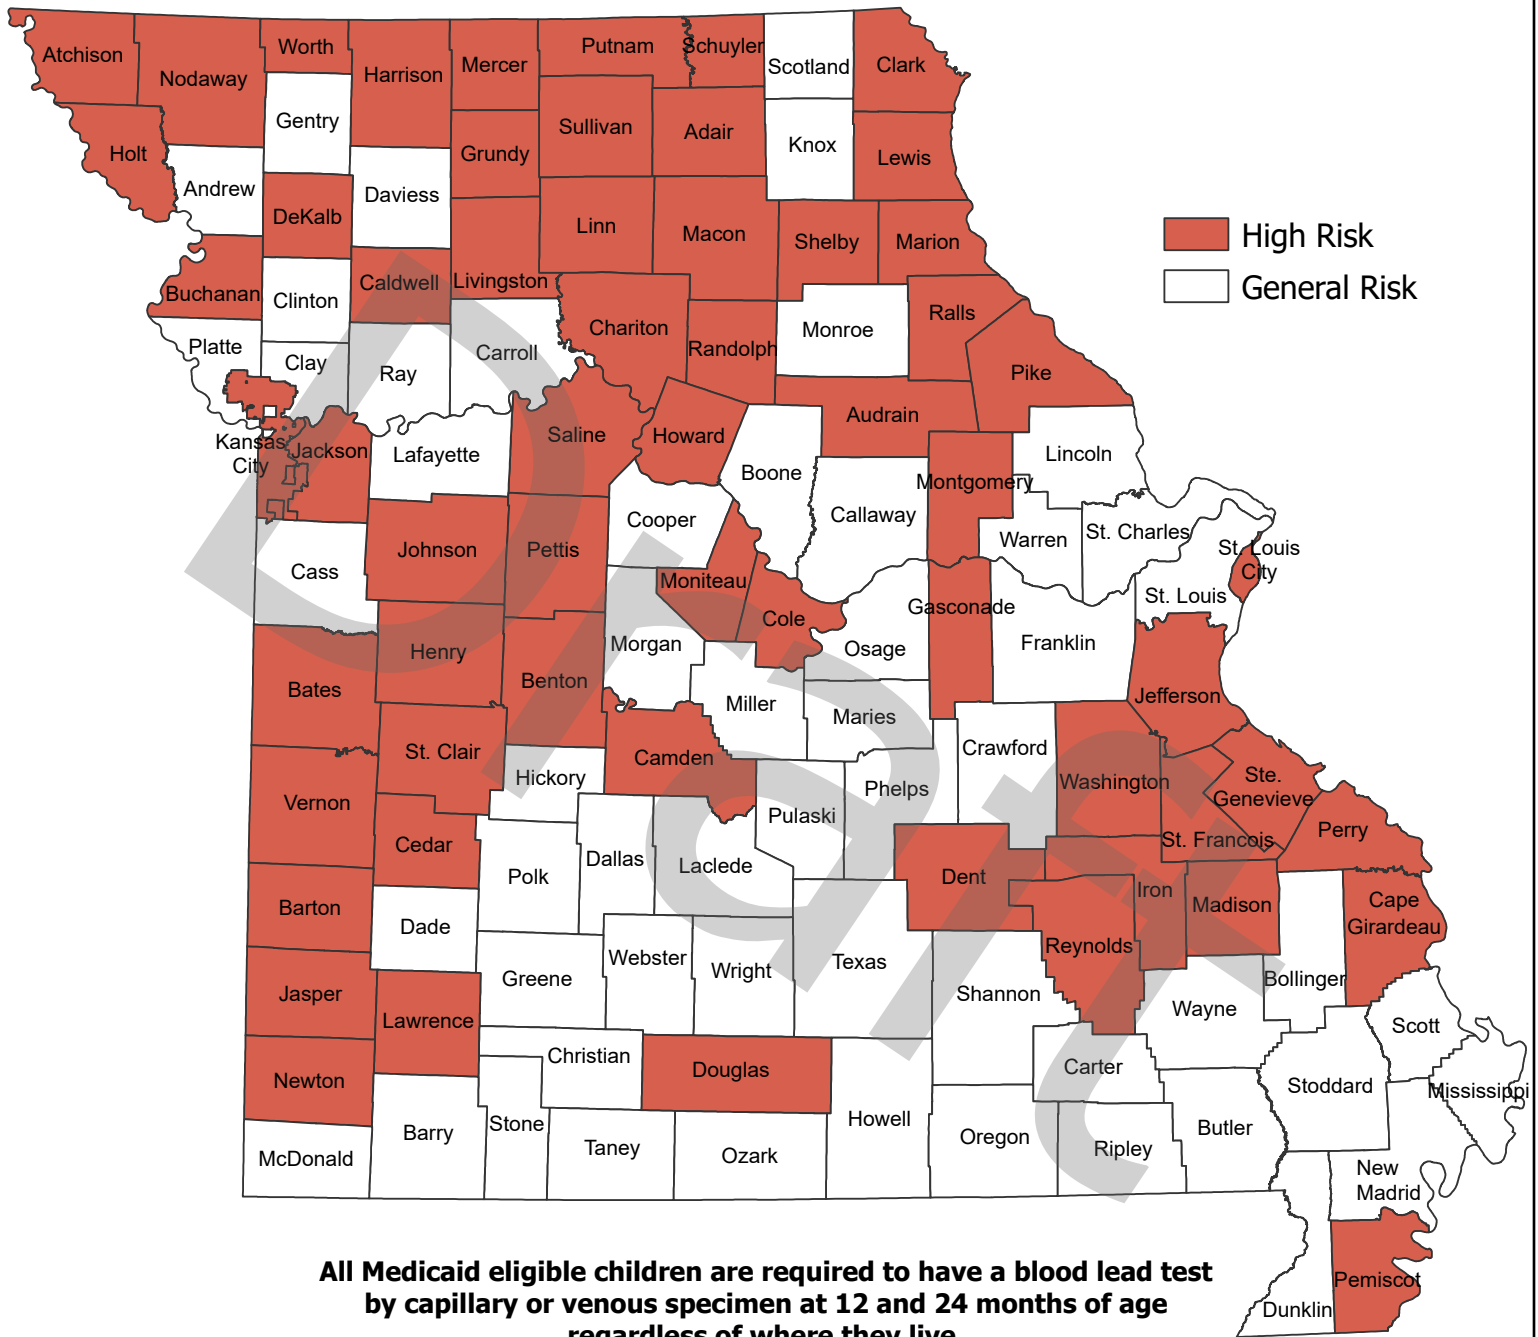 Atchison
Nodaway
Worth
Harrison
Mercer
Putnam
Schuyler
Scotland
Clark
Gentry
Holt
Andrew
DeKalb
Daviess
Grundy
Sullivan
Adair
Knox
Lewis
Linn
Macon
Shelby
Marion
High Risk
General Risk
Buchanan
Clinton
Caldwell
Livingston
Chariton
Randolph
Monroe
Ralls
Pike
Platte
Clay
Ray
Carroll
Kansas
City
Jackson
Lafayette
Saline
Howard
Boone
Audrain
Callaway
Montgomery
Lincoln
Cooper
Warren
St. Charles
St. Louis
City
St. Louis
Cass
Johnson
Pettis
Moniteau
Cole
Osage
Gasconade
Franklin
Jefferson
Bates
Henry
Benton
Morgan
Miller
Maries
Crawford
Washington
Ste.
Genevieve
St. Francois
Perry
Vernon
St. Clair
Hickory
Camden
Pulaski
Phelps
Dent
Iron
Madison
Cape
Girardeau
Barton
Cedar
Dade
Polk
Dallas
Laclede
Texas
Reynolds
Bollinger
Jasper
Lawrence
Greene
Webster
Wright
Shannon
Wayne
Scott
Newton
Christian
Douglas
Howell
Carter
Stoddard
Mississippi
McDonald
Barry
Stone
Taney
Ozark
Oregon
Ripley
Butler
New
Madrid
Pemiscot
Dunklin
Draft
All Medicaid eligible children are required to have a blood lead test
by capillary or venous specimen at 12 and 24 months of age
regardless of where they live